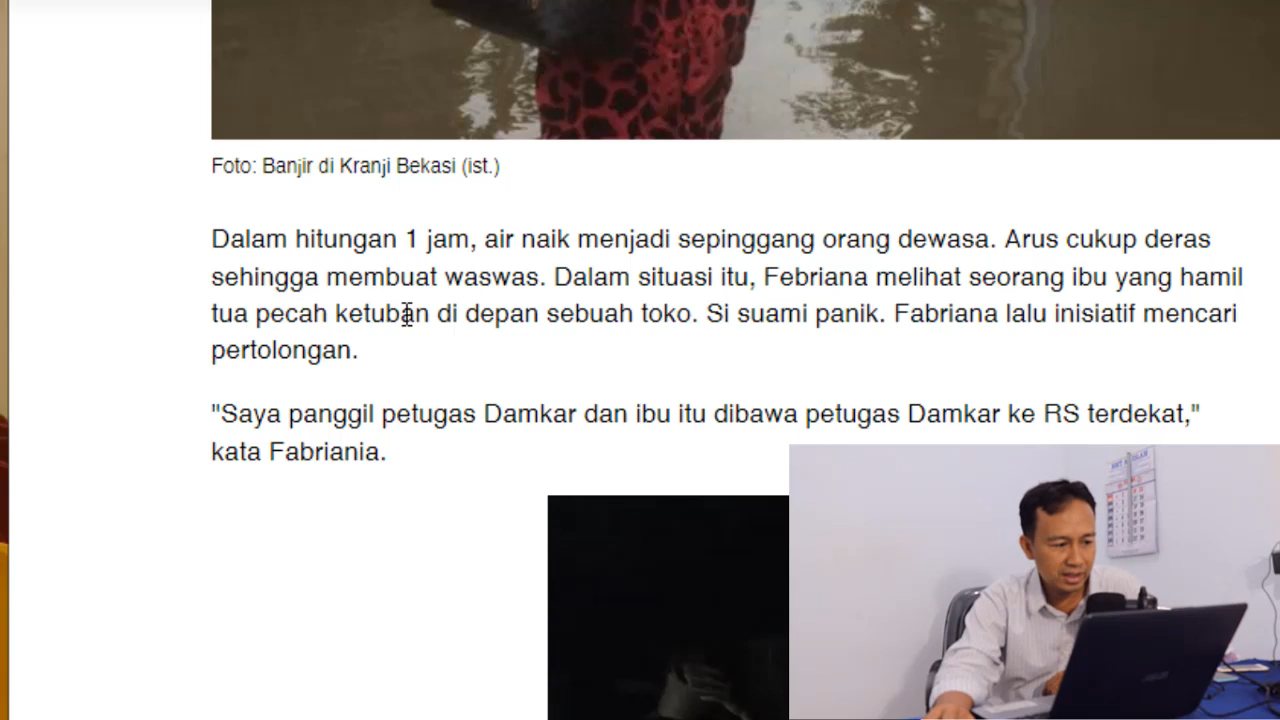 Foto: Banjir di Kranji Bekasi (ist.)
Dalam hitungan 1 jam, air naik menjadi sepinggang orang dewasa. Arus cukup deras
sehingga membuat waswas. Dalam situasi itu, Febriana melihat seorang ibu yang hamil
tua pecah ketuban di depan sebuah toko. Si suami panik. Fabriana lalu inisiatif mencari
pertolongan.
"Saya panggil petugas Damkar dan ibu itu dibawa petugas Damkar ke RS terdekat,"
kata Fabriania.